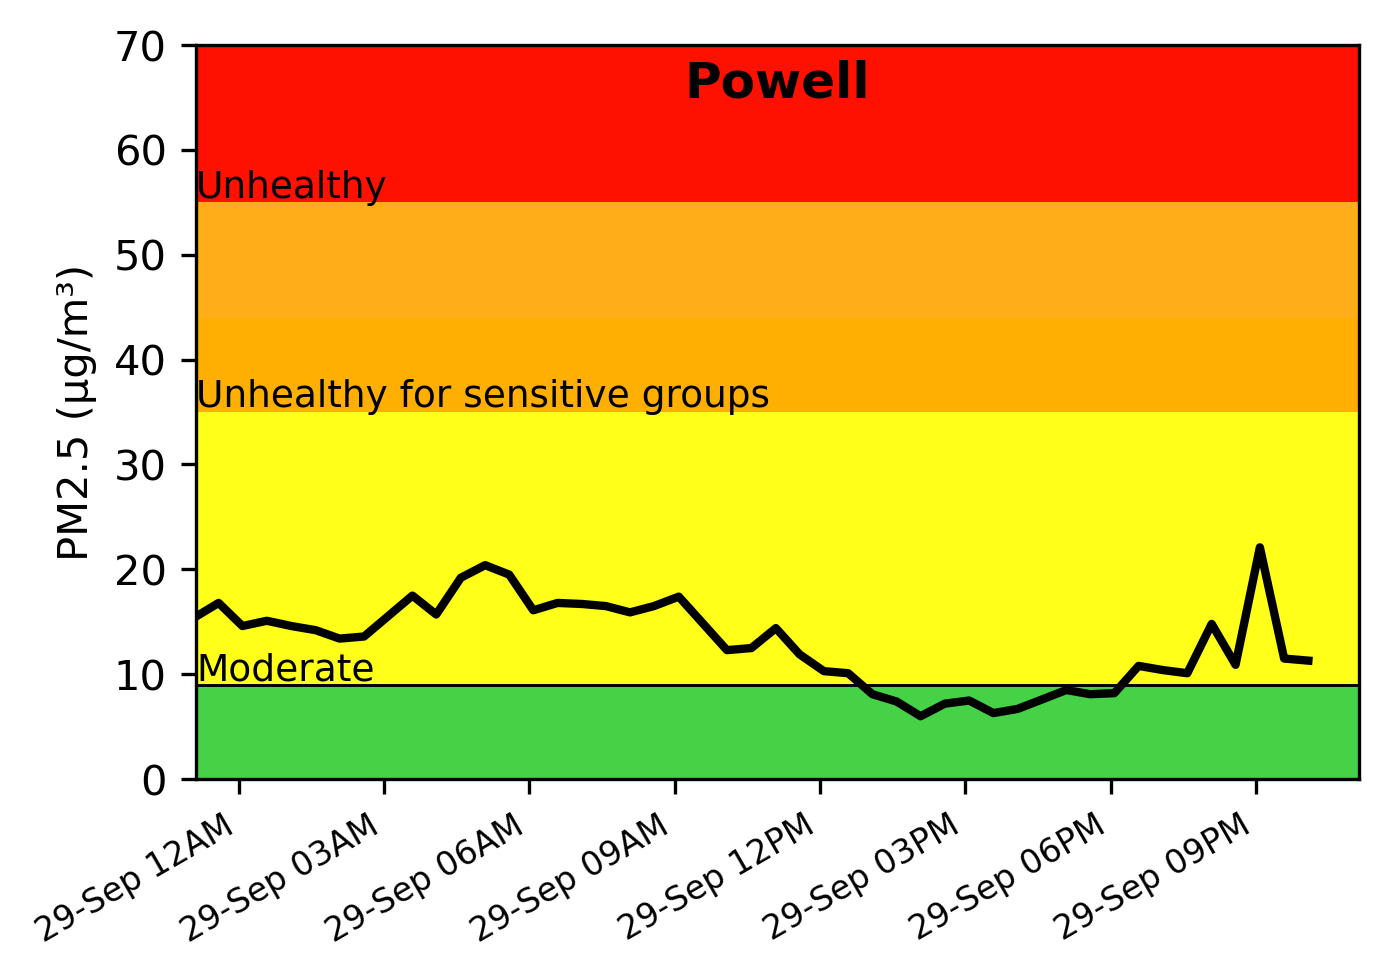 Powell
70
60
Unhealthy
50
40
Unhealthy for sensitive groups
30
20
10
Moderate
0
PM2.5 (µg/m³)
29-Sep 12AM
29-Sep 03AM
29-Sep 06AM
29-Sep 09AM
29-Sep 12PM
29-Sep 03PM
29-Sep 06PM
29-Sep 09PM